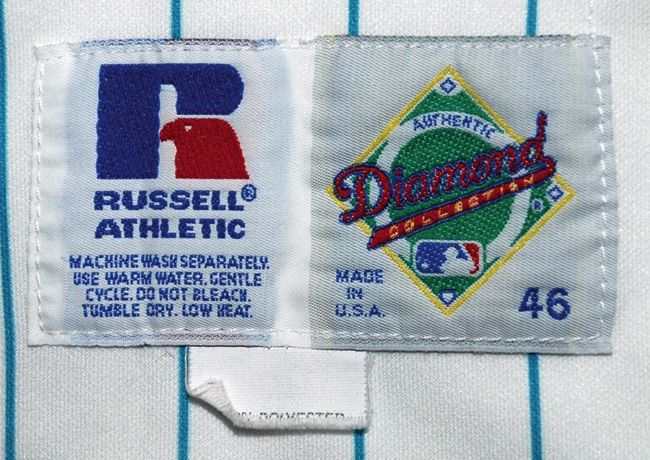 RUSSELL®
ATHLETIC
MACHINE WASH SEPARATELY.
USE WARM WATER. GENTLE
CYCLE. DO NOT BLEACH.
TUMBLE DRY. LOW HEAT.
AUTHENTIC
Diamond
COLLECTION
MADE
IN
U.S.A.
46
POLYESTER